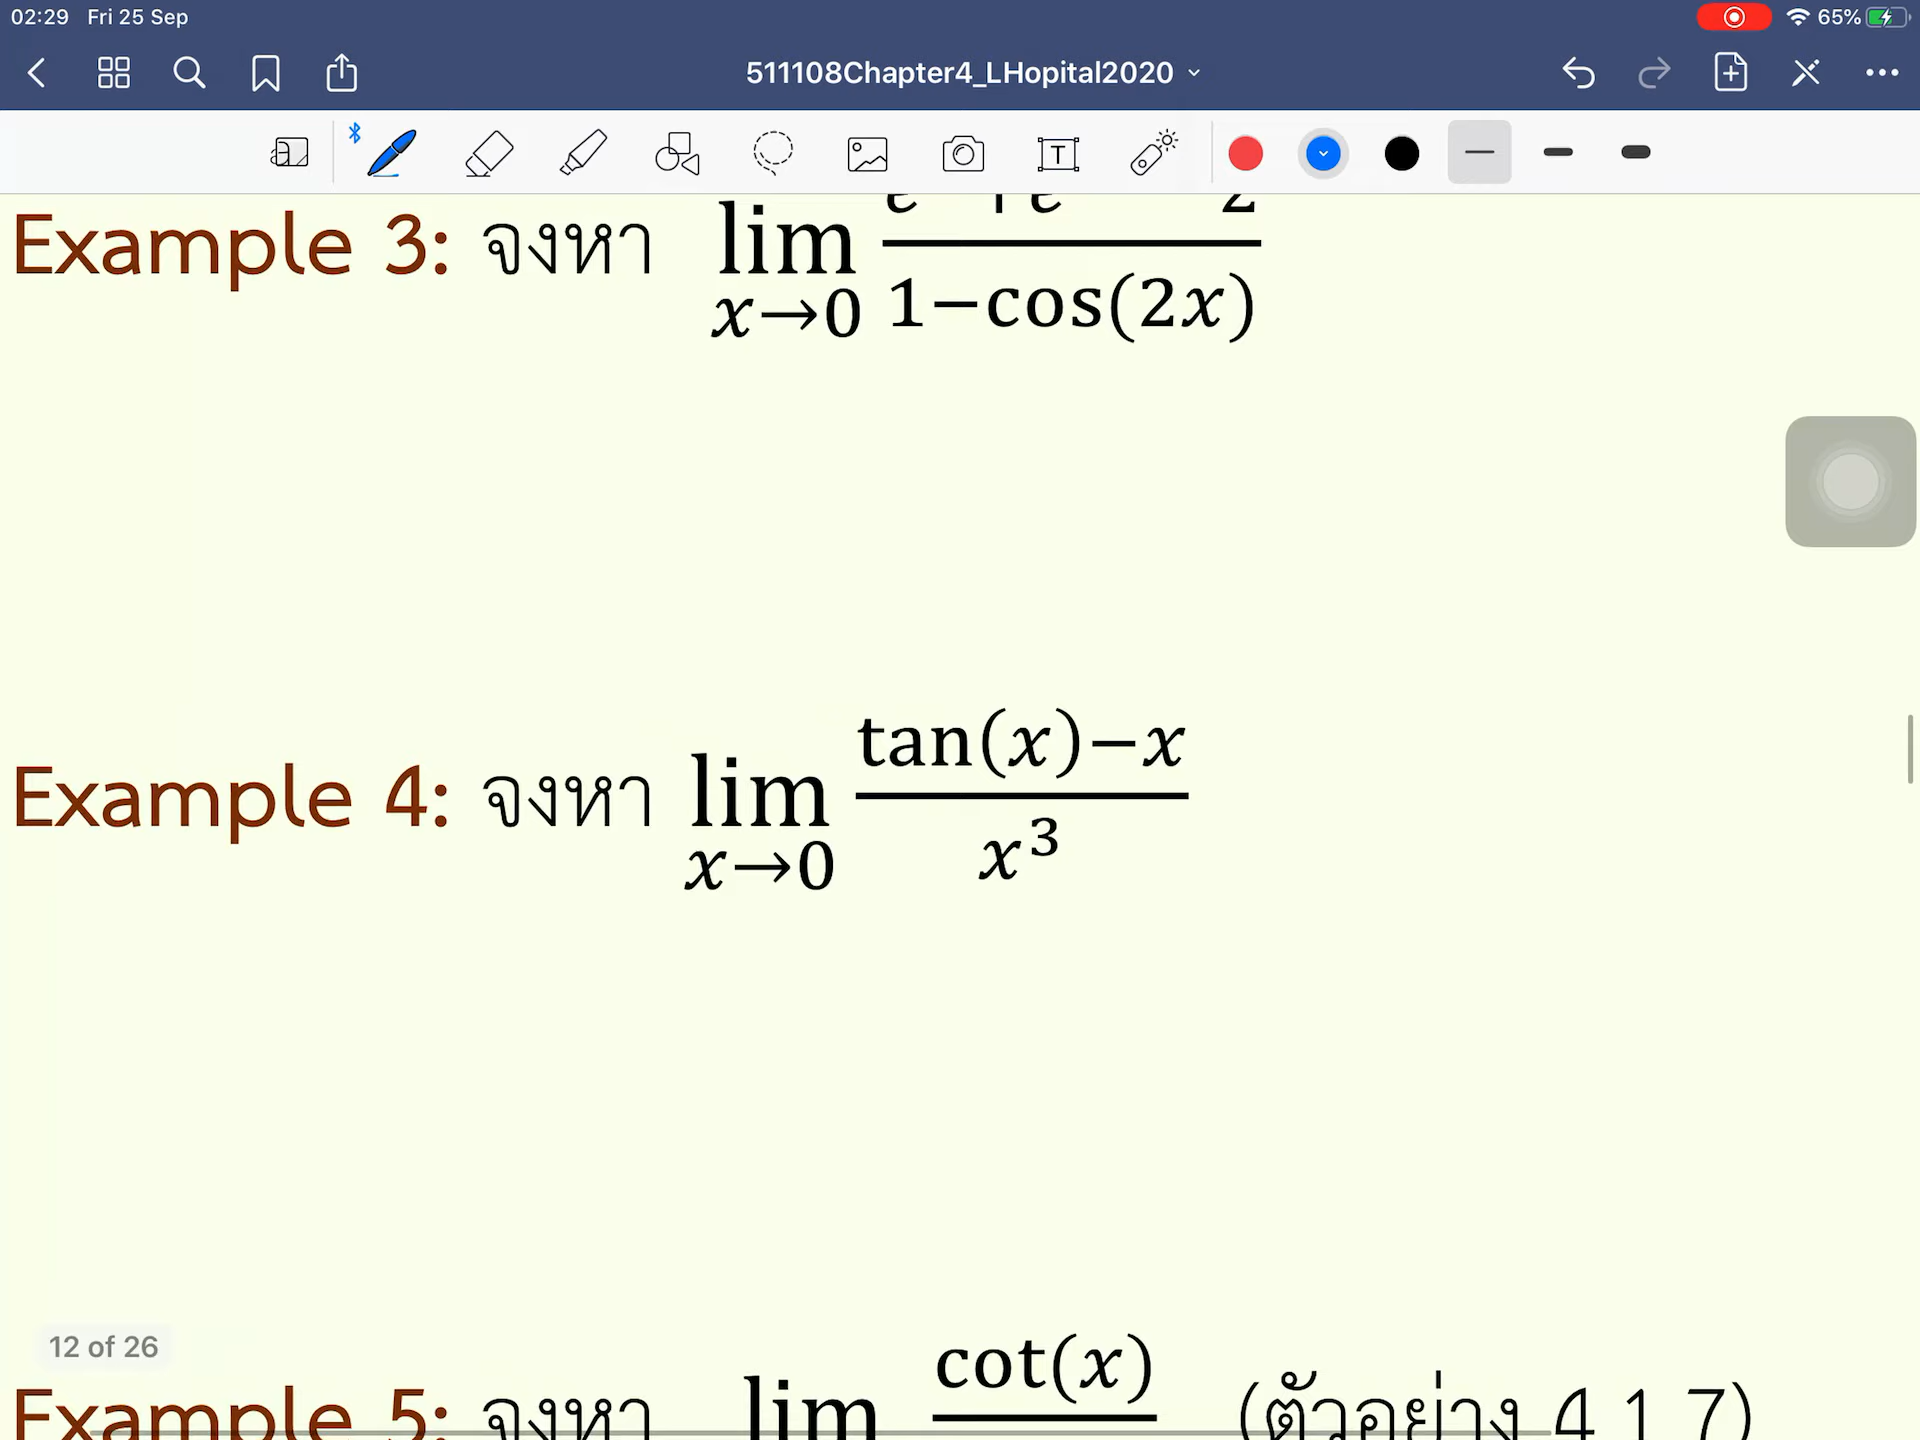 02:29 Fri 25 Sep 65%
511108Chapter4_LHopital2020
T
Example 3: จงหา lim x→0 1−cos(2x)
Example 4: จงหา lim x→0 tan(x)−x / x³
12 of 26
Example 5: จงหา lim cot(x) (ตัวอย่าง 4 1 7)